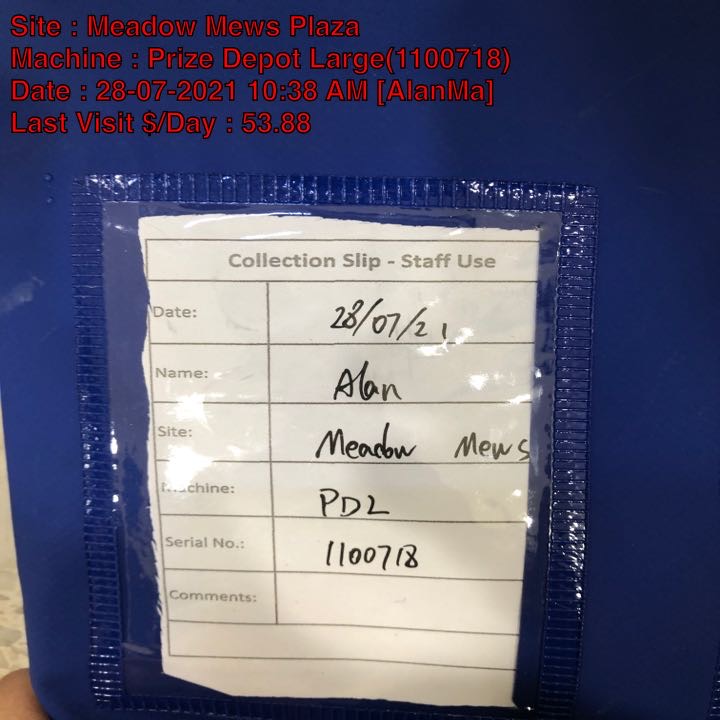 Site : Meadow Mews Plaza
Machine : Prize Depot Large(1100718)
Date : 28-07-2021 10:38 AM [AlanMa]
Last Visit $/Day : 53.88
Collection Slip - Staff Use
Date: 28/07/21
Name: Alan
Site: Meadow Mews
Machine: PDL
Serial No.: 1100718
Comments: